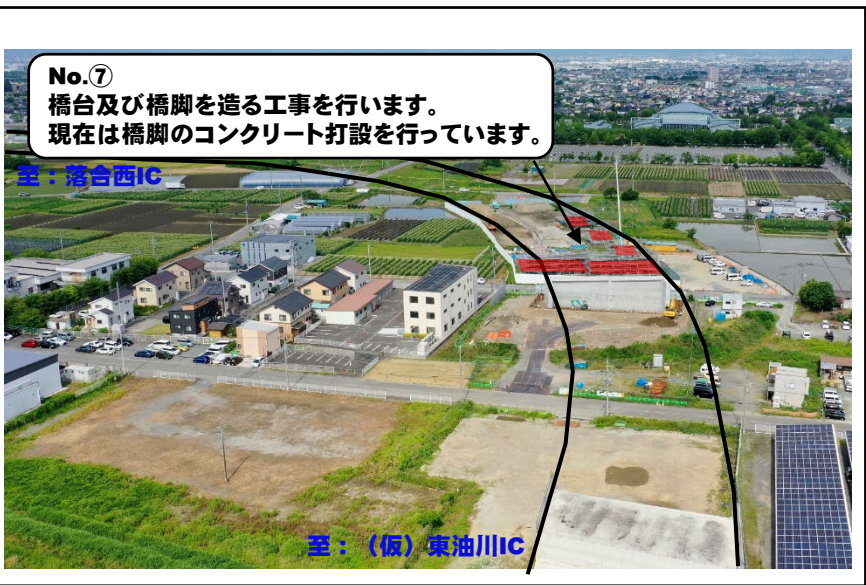 No.⑦
橋台及び橋脚を造る工事を行います。
現在は橋脚のコンクリート打設を行っています。
至：落合西IC
至：（仮）東油川IC